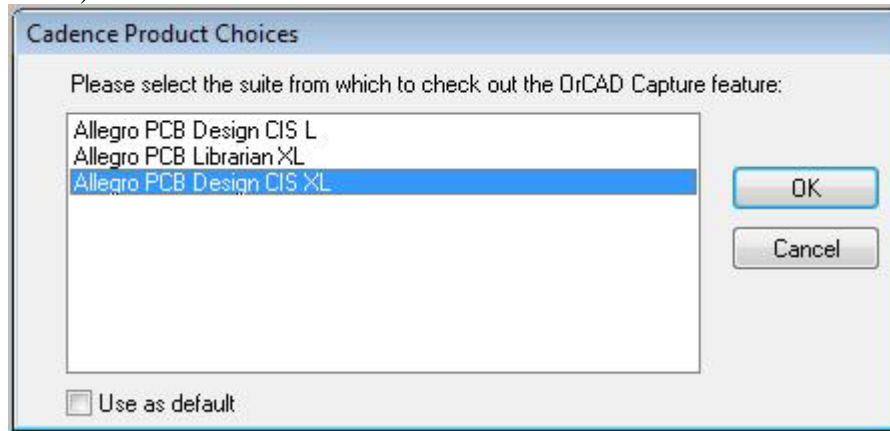 Cadence Product Choices
Please select the suite from which to check out the OrCAD Capture feature:
Allegro PCB Design CIS L
Allegro PCB Librarian XL
Allegro PCB Design CIS XL
OK
Cancel
Use as default